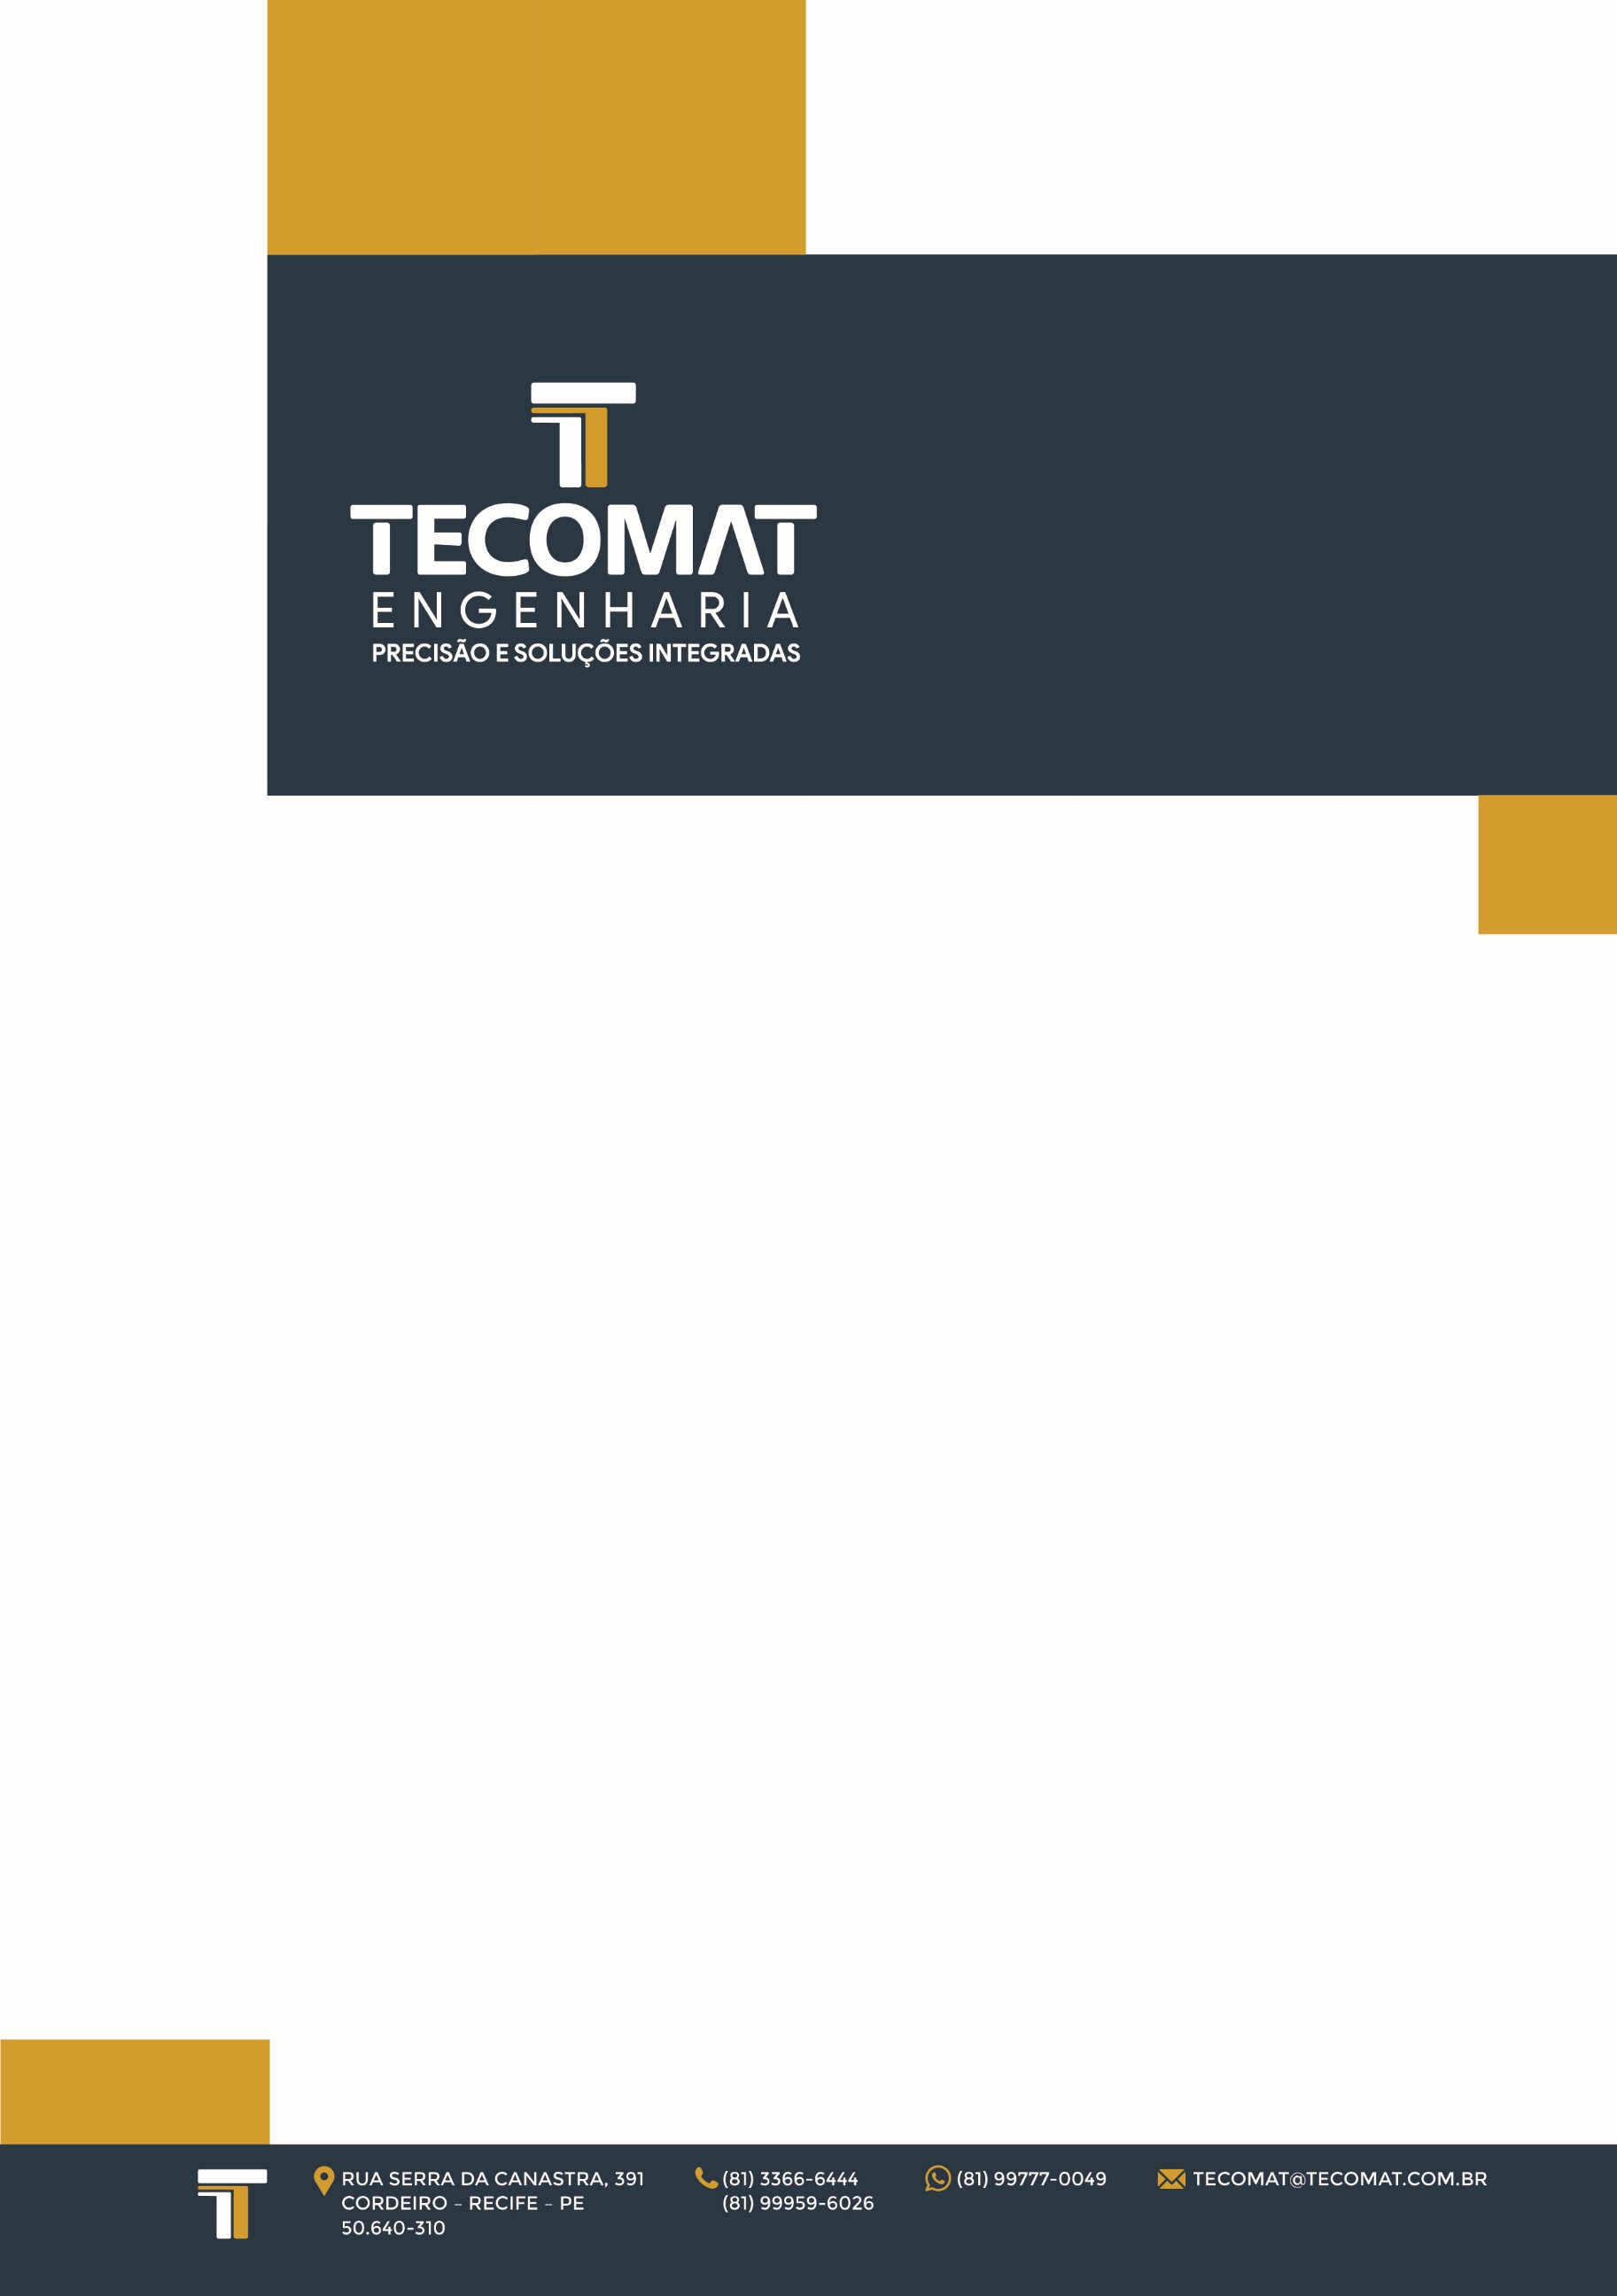 TECOMAT
ENGENHARIA
PRECISÃO E SOLUÇÕES INTEGRADAS
RUA SERRA DA CANASTRA, 391
CORDEIRO – RECIFE – PE
50.640-310
(81) 3366-6444
(81) 99959-6026
(81) 99777-0049
TECOMAT@TECOMAT.COM.BR